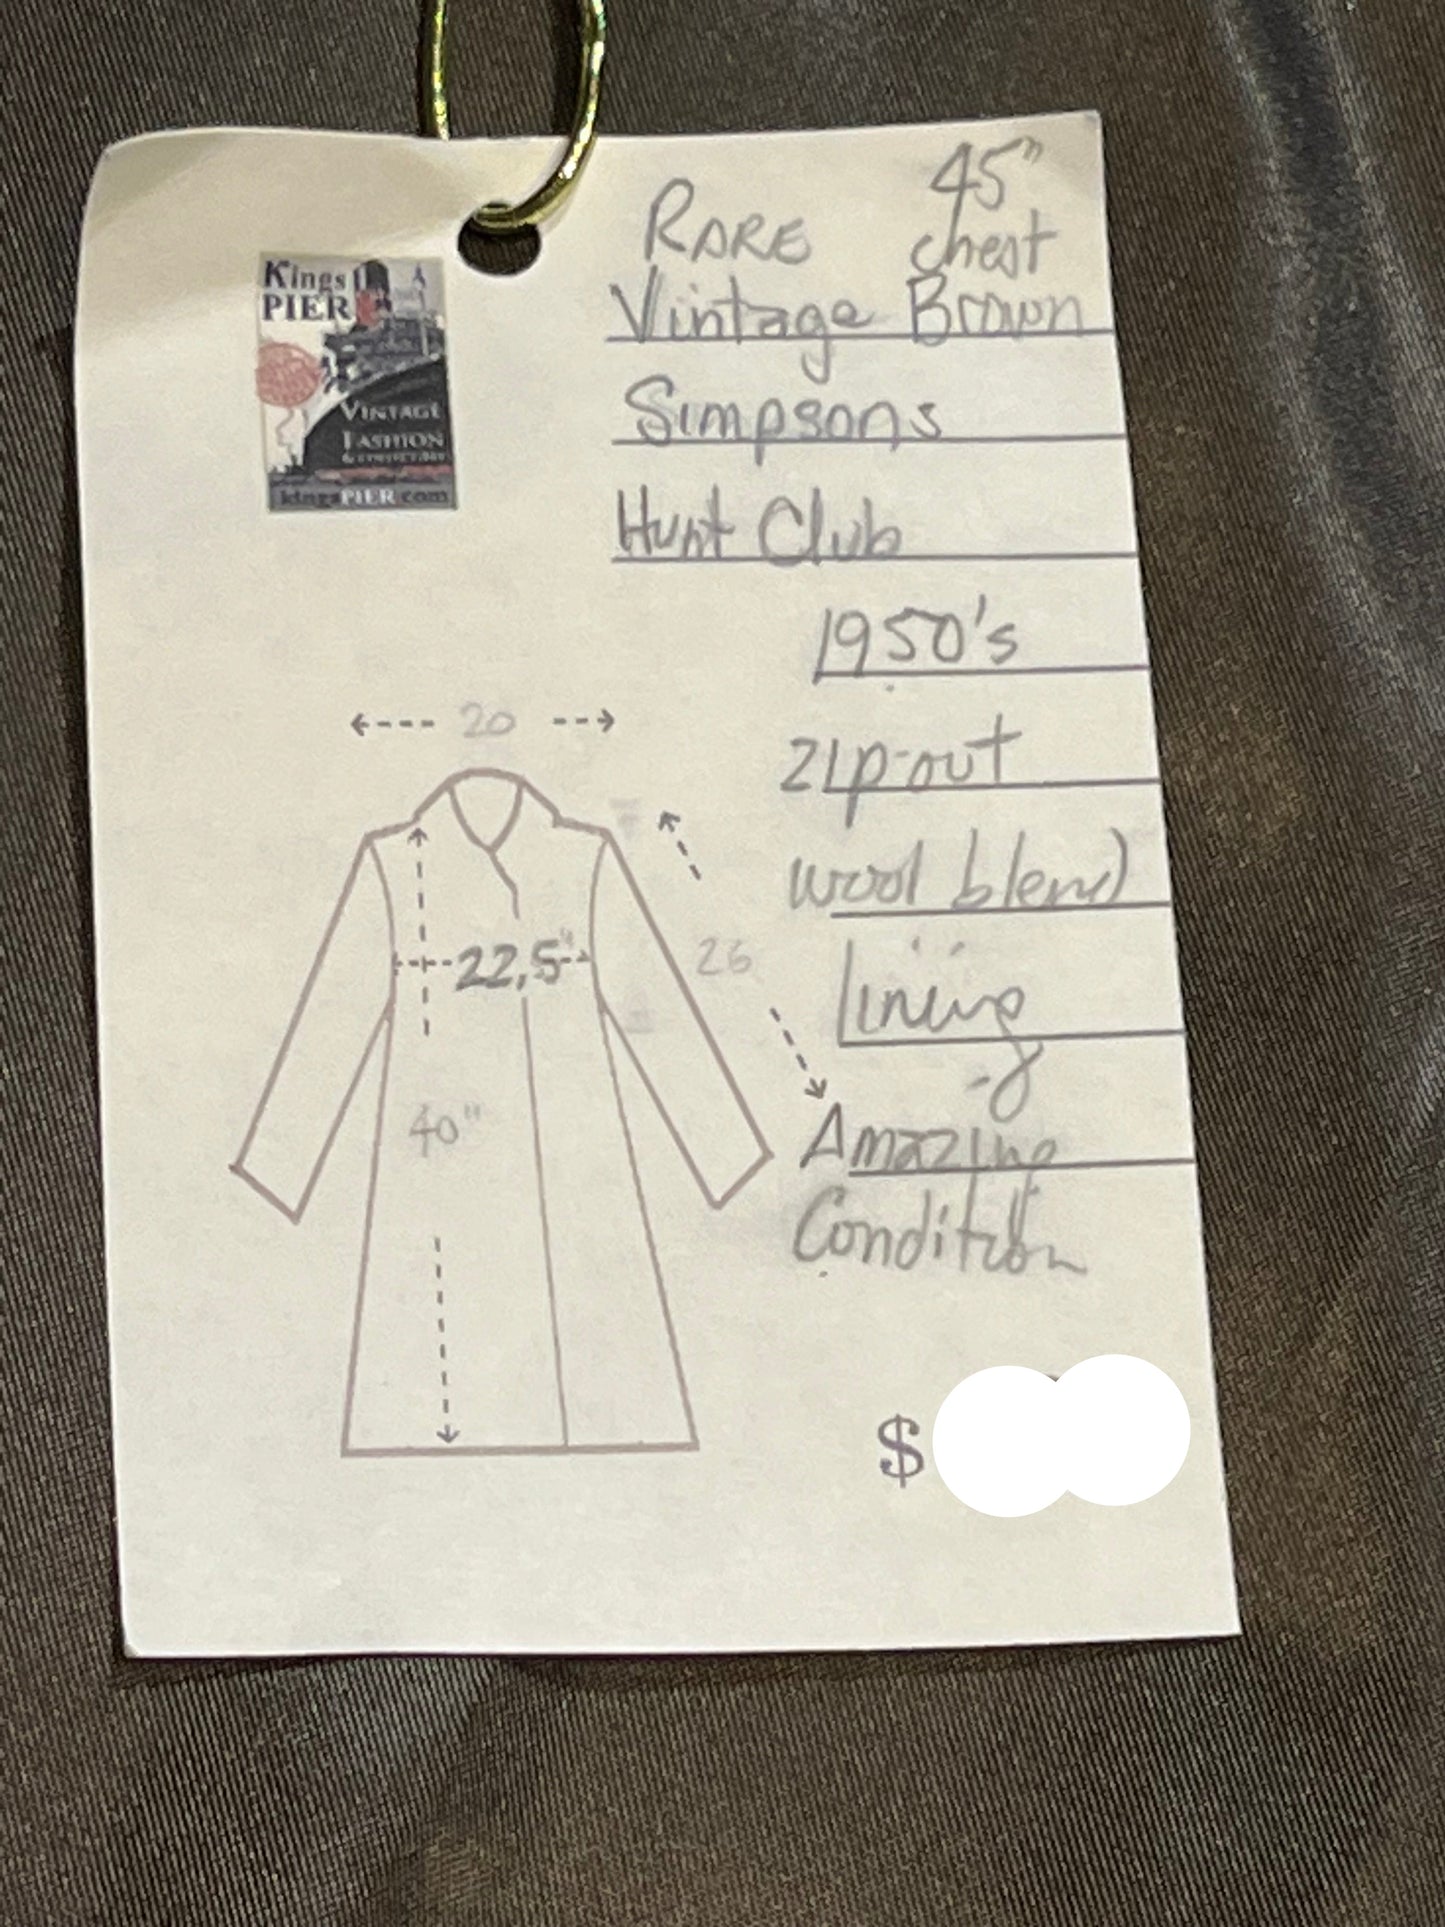 Kings
PIER
VINTAGE
FASHION
kingsPIER.com
RARE 45"
chest
Vintage Brown
Simpsons
Hunt Club
1950's
zip-out
wool blend
lining
Amazing
Condition
20
22.5"
26
40"
$